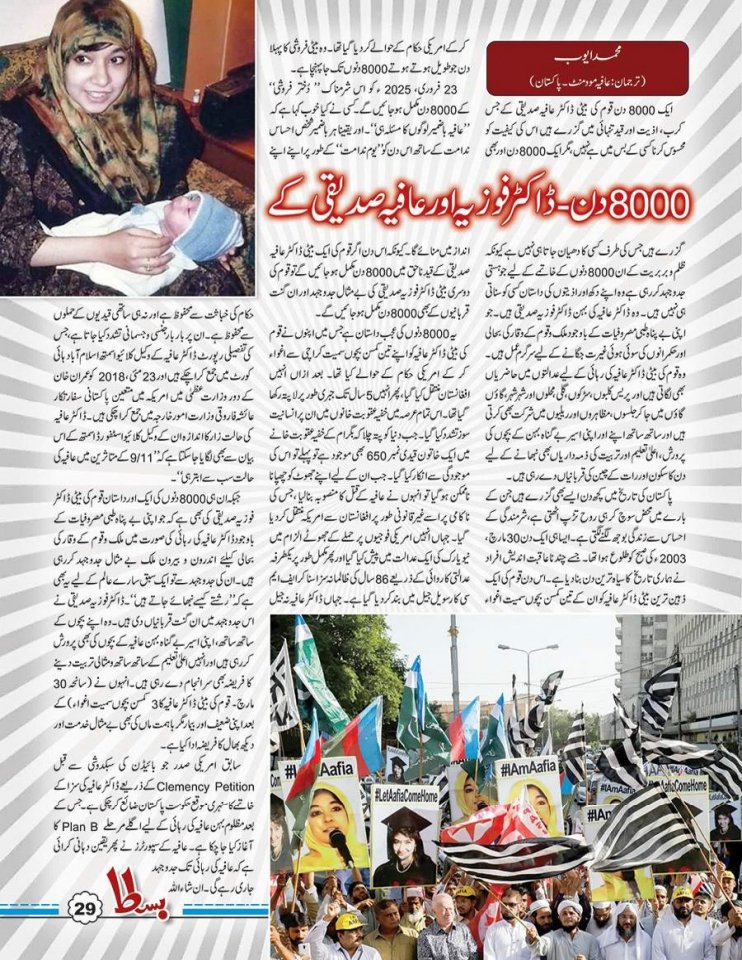 محمد ایوب
(ترجمان: عافیہ موومنٹ ۔ پاکستان)
8000 دن - ڈاکٹر فوزیہ اور عافیہ صدیقی کے
ایک 8000 دن قوم کی بیٹی ڈاکٹر عافیہ صدیقی کے جس
کرب، اذیت اور قید تنہائی میں گزرے ہیں اس کی کیفیت کو
محسوس کرنا کسی کے بس میں ہے نہیں، مگر ایک 8000 دن اور بھی
گزرے ہیں جس کی طرف کسی کا دھیان جاتا ہی نہیں ہے کیونکہ
ظلم و بربریت کے ان 8000 دنوں کے خاتمے کے لیے جو ہستی
جدوجہد کر رہی ہے وہ اپنے دکھ اور اذیتوں کی داستان کسی کو سناتی
ہی نہیں ہیں۔ وہ عافیہ صدیقی کی بہن ڈاکٹر فوزیہ صدیقی ہیں۔
اپنی بے پناہ طبی مصروفیات کے باوجود ملک و قوم کے وقار کی بحالی
اور حکمرانوں کی سوئی ہوئی غیرت جگانے کے لیے سرگرم عمل ہیں۔
وہ قوم کی بیٹی ڈاکٹر عافیہ کی رہائی کے لیے عدالتوں میں حاضریاں
بھی لگاتی ہیں اور پریس کلبوں، سڑکوں، گلی محلوں اور شہر شہر، گاؤں
گاؤں میں جا کر جلسوں، مظاہروں اور ریلیوں میں شرکت بھی کرتی
ہیں اور ساتھ ساتھ اپنے اور اپنی اسیر بے گناہ بہن کے بچوں کی
پرورش، اعلیٰ تعلیم اور تربیت کی ذمہ داریاں بھی نبھانے کے لیے
دن کا سکون اور رات کے چین کی قربانیاں دے رہی ہیں۔
پاکستان کی تاریخ میں کچھ دن ایسے بھی گزرے ہیں جن کے
بارے میں محض سوچ کر ہی روح تڑپ اٹھتی ہے، شرمندگی کے
احساس سے زندگی بوجھ لگنے لگتی ہے۔ ایسا ہی ایک دن 30 مارچ،
2003ء کی صبح کو طلوع ہوا تھا۔ جسے چند ناعاقبت اندیش افراد
نے ہماری تاریخ کا سیاہ ترین دن بنا دیا ہے۔ اس دن قوم کی ایک
ذہین ترین بیٹی ڈاکٹر عافیہ کو ان کے تین کمسن بچوں سمیت اغواء
کر کے امریکی حکام کے حوالے کر دیا گیا تھا۔ وہ بیٹی فروشی کا پہلا
دن جو طویل ہوتے ہوتے 8000 دنوں تک جا پہنچا ہے۔
23 فروری، 2025ء کو اس شرمناک "دختر فروشی"
کے 8000 دن مکمل ہو جائیں گے۔ کسی نے کیا خوب کہا ہے کہ
"عافیہ باضمیر لوگوں کا مسئلہ ہی"۔ اور یقیناً ہر باضمیر شخص احساس
ندامت کے ساتھ اس دن کو "یوم ندامت" کے طور پر اپنے اپنے
انداز میں منائے گا۔ کیونکہ اس دن اگر قوم کی ایک بیٹی ڈاکٹر عافیہ
صدیقی کے قید ناحق میں 8000 دن مکمل ہو جائیں گے تو قوم کی
دوسری بیٹی ڈاکٹر فوزیہ صدیقی کی بے مثال جدوجہد اور ان گنت
قربانیوں کے بھی 8000 دن مکمل ہو جائیں گے۔
یہ 8000 دنوں کی عجب داستان ہے جس میں اپنوں نے قوم
کی بیٹی ڈاکٹر عافیہ کو اپنے تین کمسن بچوں سمیت کراچی سے اغواء
کر کے امریکی حکام کے حوالے کیا تھا۔ بعد ازاں انہیں
افغانستان منتقل کیا گیا۔ پھر انہیں 5 سال تک جبری طور پر لاپتہ رکھا
گیا تھا۔ اس تمام عرصہ میں خفیہ عقوبت خانوں میں ان پر انسانیت
سوز تشدد کیا گیا۔ جب دنیا کو پتہ چلا کہ بگرام کے خفیہ عقوبت خانے
میں ایک خاتون قیدی نمبر 650 بھی موجود ہے تو پہلے تو اس کی
موجودگی سے انکار کیا گیا۔ جب ان کے لیے اپنے جھوٹ کو چھپانا
ناممکن ہو گیا تو انہوں نے عافیہ کے قتل کا منصوبہ بنا لیا، جس کی
ناکامی پر اسے غیر قانونی طور پر افغانستان سے امریکہ منتقل کر دیا
گیا۔ جہاں انہیں امریکی فوجیوں پر حملے کے جھوٹے الزام میں
نیویارک کی ایک عدالت میں پیش کیا گیا اور پھر مکمل طور پر یکطرفہ
عدالتی کاروائی کے ذریعے 86 سال کی ظالمانہ سزا سنا کر ایف ایم
سی کارسویل جیل میں بند کر دیا گیا ہے۔ جہاں ڈاکٹر عافیہ نہ جیل
حکام کی خباثت سے محفوظ ہے اور نہ ہی ساتھی قیدیوں کے حملوں
سے محفوظ ہے۔ ان پر بار بار جنسی و جسمانی تشدد کیا جاتا ہے، جس
کی تفصیلی رپورٹ ڈاکٹر عافیہ کے وکیل کلائیو اسمتھ اسلام آباد ہائی
کورٹ میں جمع کرا چکے ہیں اور 23 مئی، 2018 کو عمران خان
کے دور وزارت عظمٰی میں امریکہ میں متعین پاکستانی سفارتکار
عائشہ فاروقی وزارت امور خارجہ میں جمع کرا چکی ہیں۔ ڈاکٹر عافیہ
کی حالت زار کا اندازہ ان کے وکیل کلائیو اسٹفورڈ اسمتھ کے اس
بیان سے بھی لگایا جا سکتا ہے کہ "9/11 کے متاثرین میں عافیہ کی
حالت سب سے ابتر ہی"۔
جبکہ ان ہی 8000 دنوں کی ایک اور داستان قوم کی بیٹی ڈاکٹر
فوزیہ صدیقی کی بھی ہے کہ جو اپنی بے پناہ طبی مصروفیات کے
باوجود ڈاکٹر عافیہ کی رہائی کی صورت میں ملک و قوم کے وقار کی
بحالی کیلئے اندرون و بیرون ملک بے مثال جدوجہد کر رہی
ہیں۔ ان کی جدوجہد سے تو ایک سبق سارے عالم کے لیے یہ بھی
ہے کہ "رشتے کیسے نبھائے جاتے ہیں"۔ ڈاکٹر فوزیہ صدیقی نے
اس جدوجہد میں ان گنت قربانیاں دی ہیں۔ وہ اپنے بچوں کے
ساتھ ساتھ، اپنی اسیر بے گناہ بہن عافیہ کے بچوں کی بھی پرورش
کر رہی ہیں اور انہیں اعلیٰ تعلیم کے ساتھ ساتھ مثالی تربیت دینے
کا فریضہ بھی سرانجام دے رہی ہیں۔ انہوں نے (سانحہ 30
مارچ۔ قوم کی بیٹی ڈاکٹر عافیہ کا 3 کمسن بچوں سمیت اغواء) کے
بعد اپنی ضعیف اور بیمار مگر باہمت ماں کی بھی بے مثال خدمت اور
دیکھ بھال کا فریضہ ادا کیا ہے۔
سابق امریکی صدر جو بائیڈن کی سبکدوشی سے قبل
Clemency Petition کے ذریعے ڈاکٹر عافیہ کی سزا کے
خاتمے کا سنہری موقع حکومت پاکستان ضائع کر چکی ہے۔ جس کے
بعد مظلوم بہن عافیہ کی رہائی کے لیے اگلے مرحلے Plan B کا
آغاز کیا جا چکا ہے۔ عافیہ کے سپورٹرز نے پھر یقین دہانی کرائی
ہے کہ عافیہ کی رہائی تک جدوجہد
جاری رہے گی۔ ان شاء اللہ
#IAmAafia
#LetAafiaComeHome
#IAmAafia
#LetAafiaComeHome
29